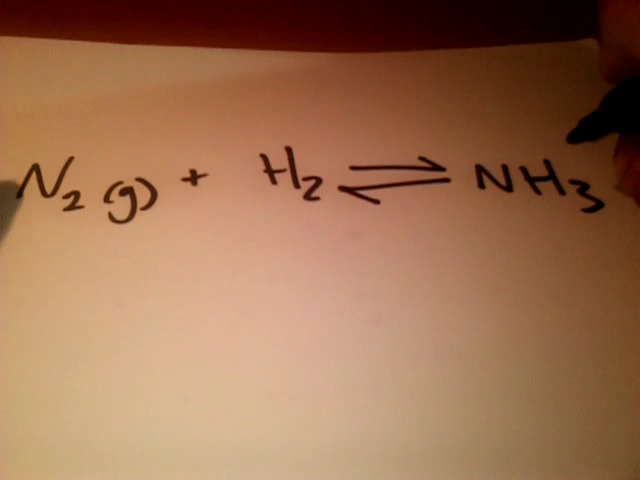 N₂ (g) + H₂ ⇌ NH₃